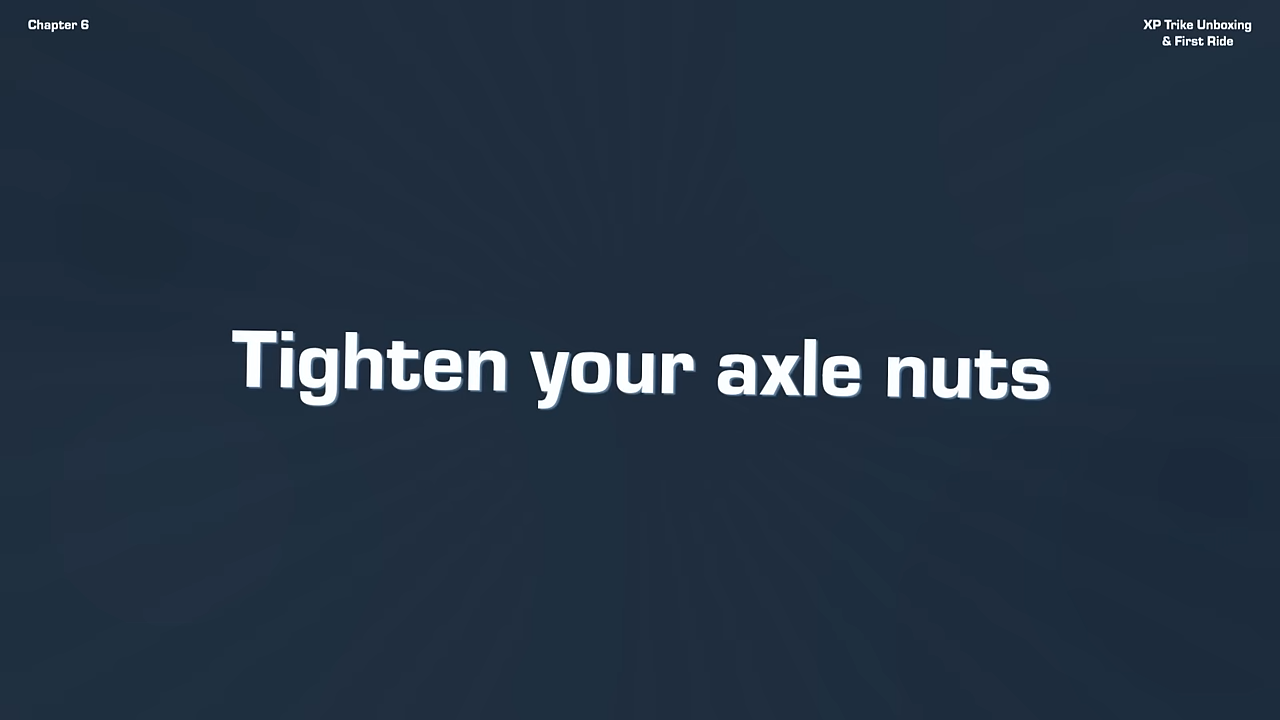 Chapter 6
XP Trike Unboxing
& First Ride
Tighten your axle nuts